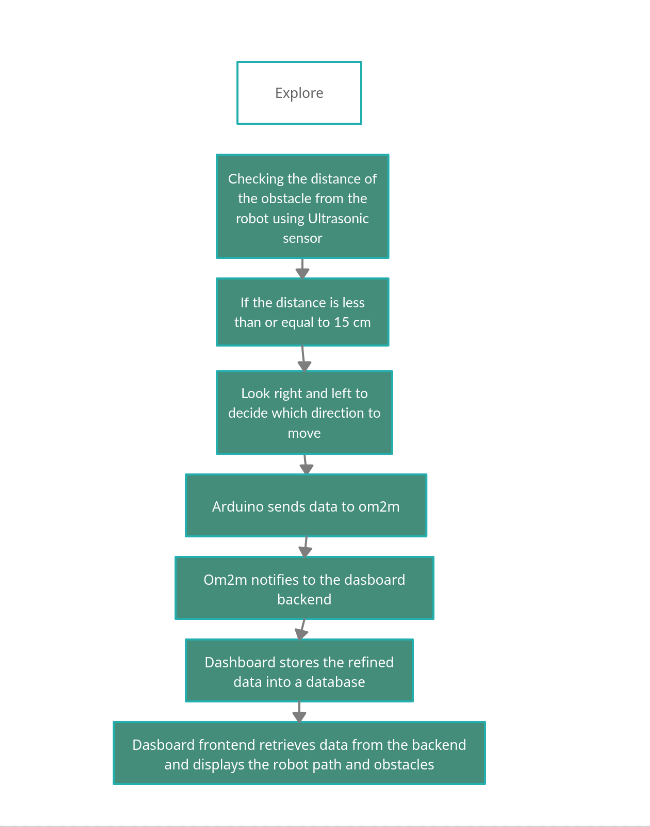 Explore
Checking the distance of
the obstacle from the
robot using Ultrasonic
sensor
If the distance is less
than or equal to 15 cm
Look right and left to
decide which direction to
move
Arduino sends data to om2m
Om2m notifies to the dasboard
backend
Dashboard stores the refined
data into a database
Dasboard frontend retrieves data from the backend
and displays the robot path and obstacles